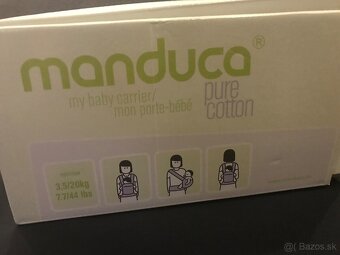 manduca®
my baby carrier/
mon porte-bébé
pure
cotton
3,5/20kg
7.7/44 lbs
©Bazos.sk